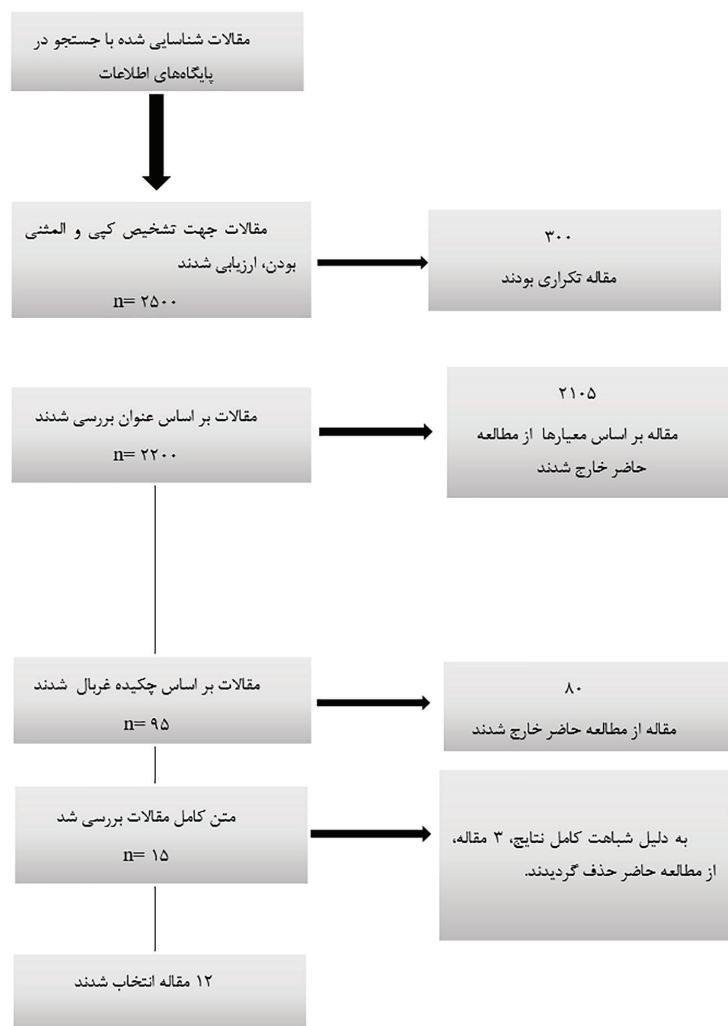 مقالات شناسایی شده با جستجو در
پایگاه‌های اطلاعات
مقالات جهت تشخیص کپی و المثنی
بودن، ارزیابی شدند
n= ۲۵۰۰
۳۰۰
مقاله تکراری بودند
مقالات بر اساس عنوان بررسی شدند
n= ۲۲۰۰
۲۱۰۵
مقاله بر اساس معیارها از مطالعه
حاضر خارج شدند
مقالات بر اساس چکیده غربال شدند
n= ۹۵
۸۰
مقاله از مطالعه حاضر خارج شدند
متن کامل مقالات بررسی شد
n= ۱۵
به دلیل شباهت کامل نتایج، ۳ مقاله،
از مطالعه حاضر حذف گردیدند.
۱۲ مقاله انتخاب شدند